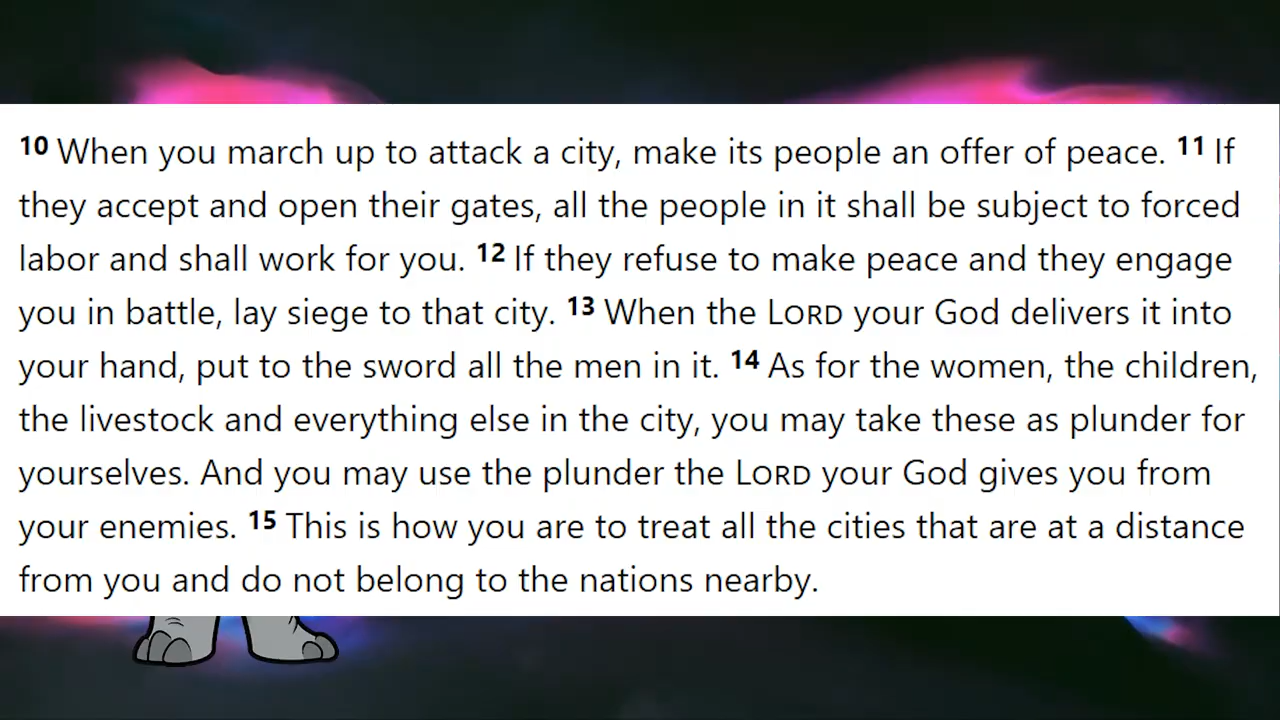 10 When you march up to attack a city, make its people an offer of peace. 11 If
they accept and open their gates, all the people in it shall be subject to forced
labor and shall work for you. 12 If they refuse to make peace and they engage
you in battle, lay siege to that city. 13 When the LORD your God delivers it into
your hand, put to the sword all the men in it. 14 As for the women, the children,
the livestock and everything else in the city, you may take these as plunder for
yourselves. And you may use the plunder the LORD your God gives you from
your enemies. 15 This is how you are to treat all the cities that are at a distance
from you and do not belong to the nations nearby.